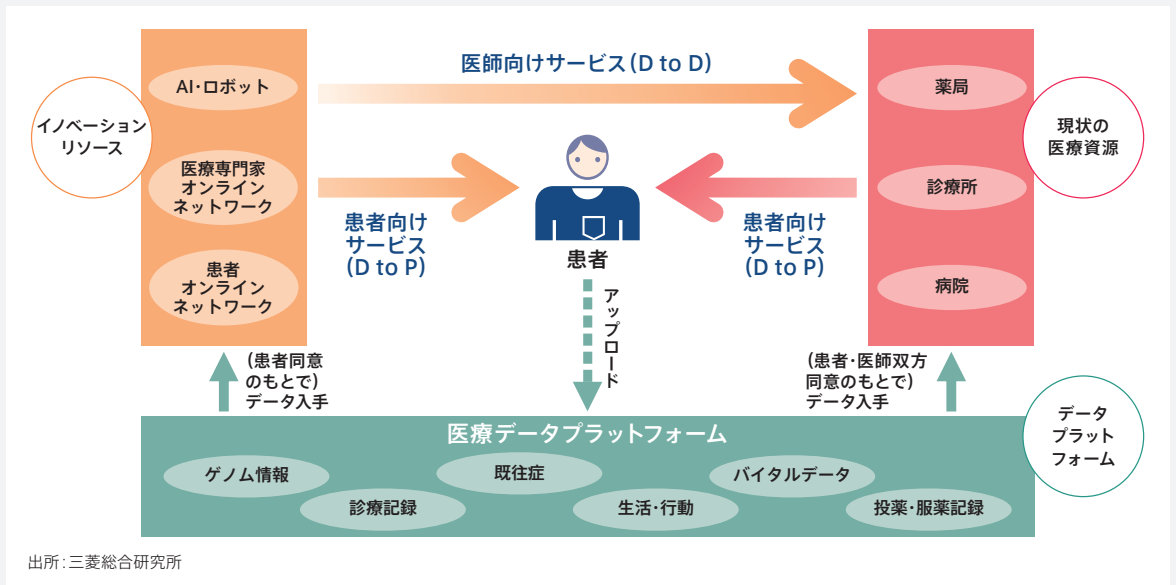 医師向けサービス(D to D)
イノベーション
リソース
AI・ロボット
医療専門家
オンライン
ネットワーク
患者
オンライン
ネットワーク
患者向け
サービス
(D to P)
患者
患者向け
サービス
(D to P)
薬局
診療所
病院
現状の
医療資源
アップロード
(患者同意
のもとで)
データ入手
(患者・医師双方
同意のもとで)
データ入手
医療データプラットフォーム
ゲノム情報
診療記録
既往症
生活・行動
バイタルデータ
投薬・服薬記録
データ
プラット
フォーム
出所：三菱総合研究所